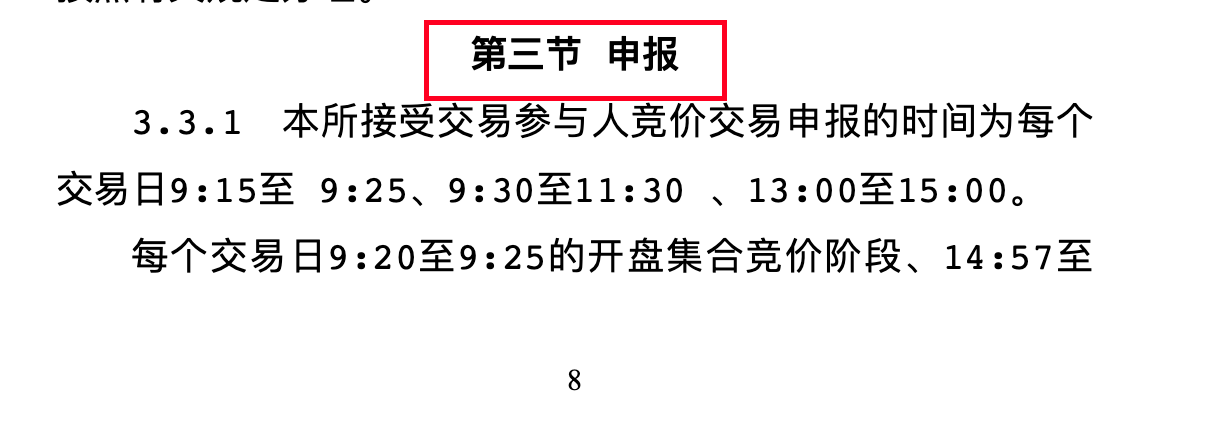 第三节 申报
3.3.1 本所接受交易参与人竞价交易申报的时间为每个
交易日9:15至 9:25、9:30至11:30 、13:00至15:00。
每个交易日9:20至9:25的开盘集合竞价阶段、14:57至
8